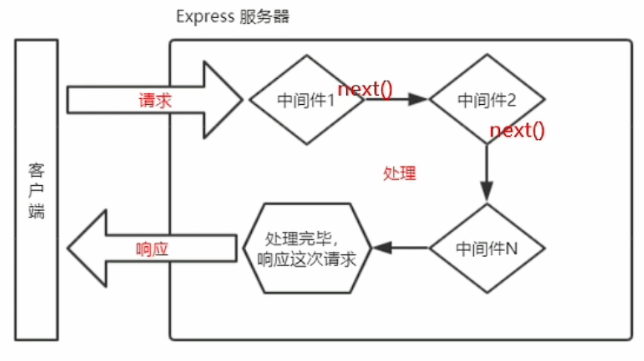 Express 服务器
客户端
请求
中间件1
next()
中间件2
next()
处理
处理完毕，
响应这次请求
响应
中间件N